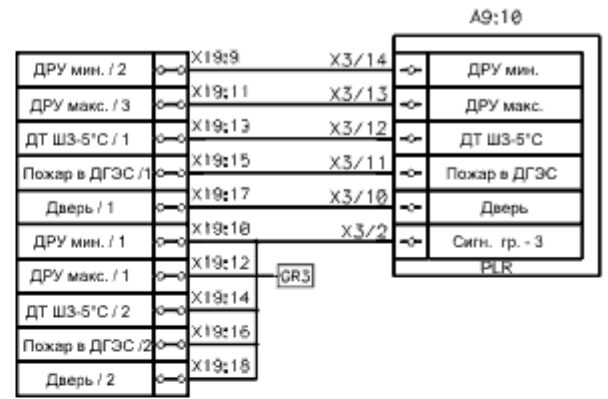 A9:10
ДРУ мин. / 2 X19:9 X3/14 ДРУ мин.
ДРУ макс. / 3 X19:11 X3/13 ДРУ макс.
ДТ ШЗ-5°С / 1 X19:13 X3/12 ДТ ШЗ-5°С
Пожар в ДГЭС /1 X19:15 X3/11 Пожар в ДГЭС
Дверь / 1 X19:17 X3/10 Дверь
ДРУ мин. / 1 X19:10 X3/2 Сигн. гр. - 3
ДРУ макс. / 1 X19:12 GR3 PLR
ДТ ШЗ-5°С / 2 X19:14
Пожар в ДГЭС /2 X19:16
Дверь / 2 X19:18